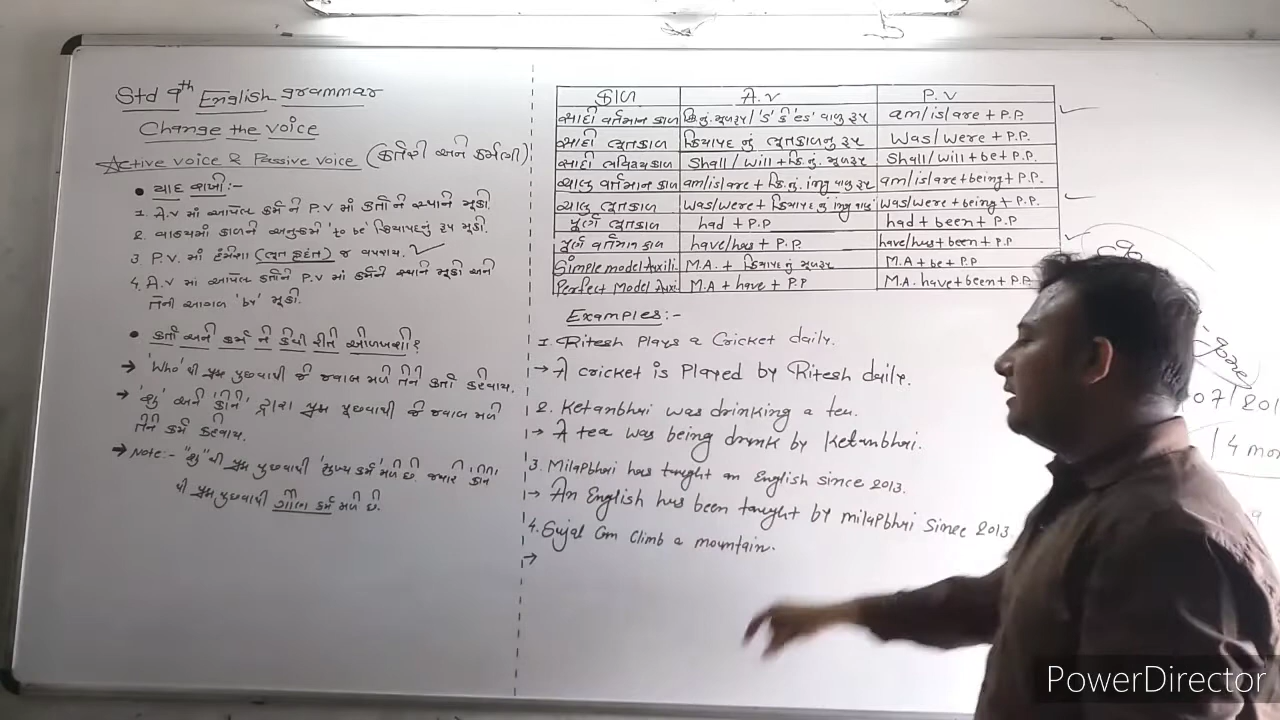 Std 9th English grammar
Change the voice
Active voice & Passive voice (કર્તરી અને કર્મણી)
• યાદ રાખો :-
1. A.V માં આપેલ કર્મ ને P.V માં કર્તાને સ્થાને મૂકો.
2. વાક્યમાં કાળને અનુરૂપ 'to be' ક્રિયાપદનું રૂપ મૂકો.
3. P.V. માં હંમેશા (ભૂત કૃદંત) જ વપરાય.
4. A.V માં આપેલ કર્તાને P.V માં કર્મને સ્થાને મૂકો અને
તેની આગળ 'by' મૂકો.
• કર્તા અને કર્મ ને કેવી રીતે ઓળખશો?
→ 'Who' થી પ્રશ્ન પુછવાથી જે જવાબ મળે તેને કર્તા કહેવાય.
→ 'શું' અને 'કોને' દ્વારા પ્રશ્ન પૂછવાથી જે જવાબ મળે
તેને કર્મ કહેવાય.
→ Note:- "શું" થી પ્રશ્ન પુછવાથી 'મુખ્ય કર્મ' મળે છે. જ્યારે 'કોને'
થી પ્રશ્ન પુછવાથી ગૌણ કર્મ મળે છે.
કાળ A.V P.V
સાદો વર્તમાન કાળ ક્રિ.નું મૂળરૂપ/'s' કે 'es' વાળુ રૂપ am/is/are + P.P.
સાદો ભૂતકાળ ક્રિયાપદ નું ભૂતકાળનુ રૂપ Was/were + P.P.
સાદો ભવિષ્યકાળ Shall/will + ક્રિ.નું. મૂળરૂપ Shall/will + be + P.P.
ચાલુ વર્તમાન કાળ am/is/are + ક્રિ.નું. ing વાળુ રૂપ am/is/are + being + P.P.
ચાલુ ભૂતકાળ Was/were + ક્રિયાપદ નું 'ing' વાળુ Was/were + being + P.P.
પૂર્ણ ભૂતકાળ had + P.P had + been + P.P
પૂર્ણ વર્તમાન કાળ have/has + P.P. have/has + been + P.P
Simple model Auxili. M.A. + ક્રિયાપદ નું મૂળરૂપ M.A + be + P.P
Perfect Model Auxi. M.A + have + P.P M.A. have + been + P.P
Examples:-
1. Ritesh Plays a Cricket daily.
→ A cricket is Played by Ritesh daily.
2. Ketanbhai was drinking a tea.
→ A tea was being drunk by Ketanbhai.
3. Milapbhai has taught an English since 2013.
→ An English has been taught by milapbhai Since 2013.
4. Sujal Can Climb a mountain.
→
PowerDirector